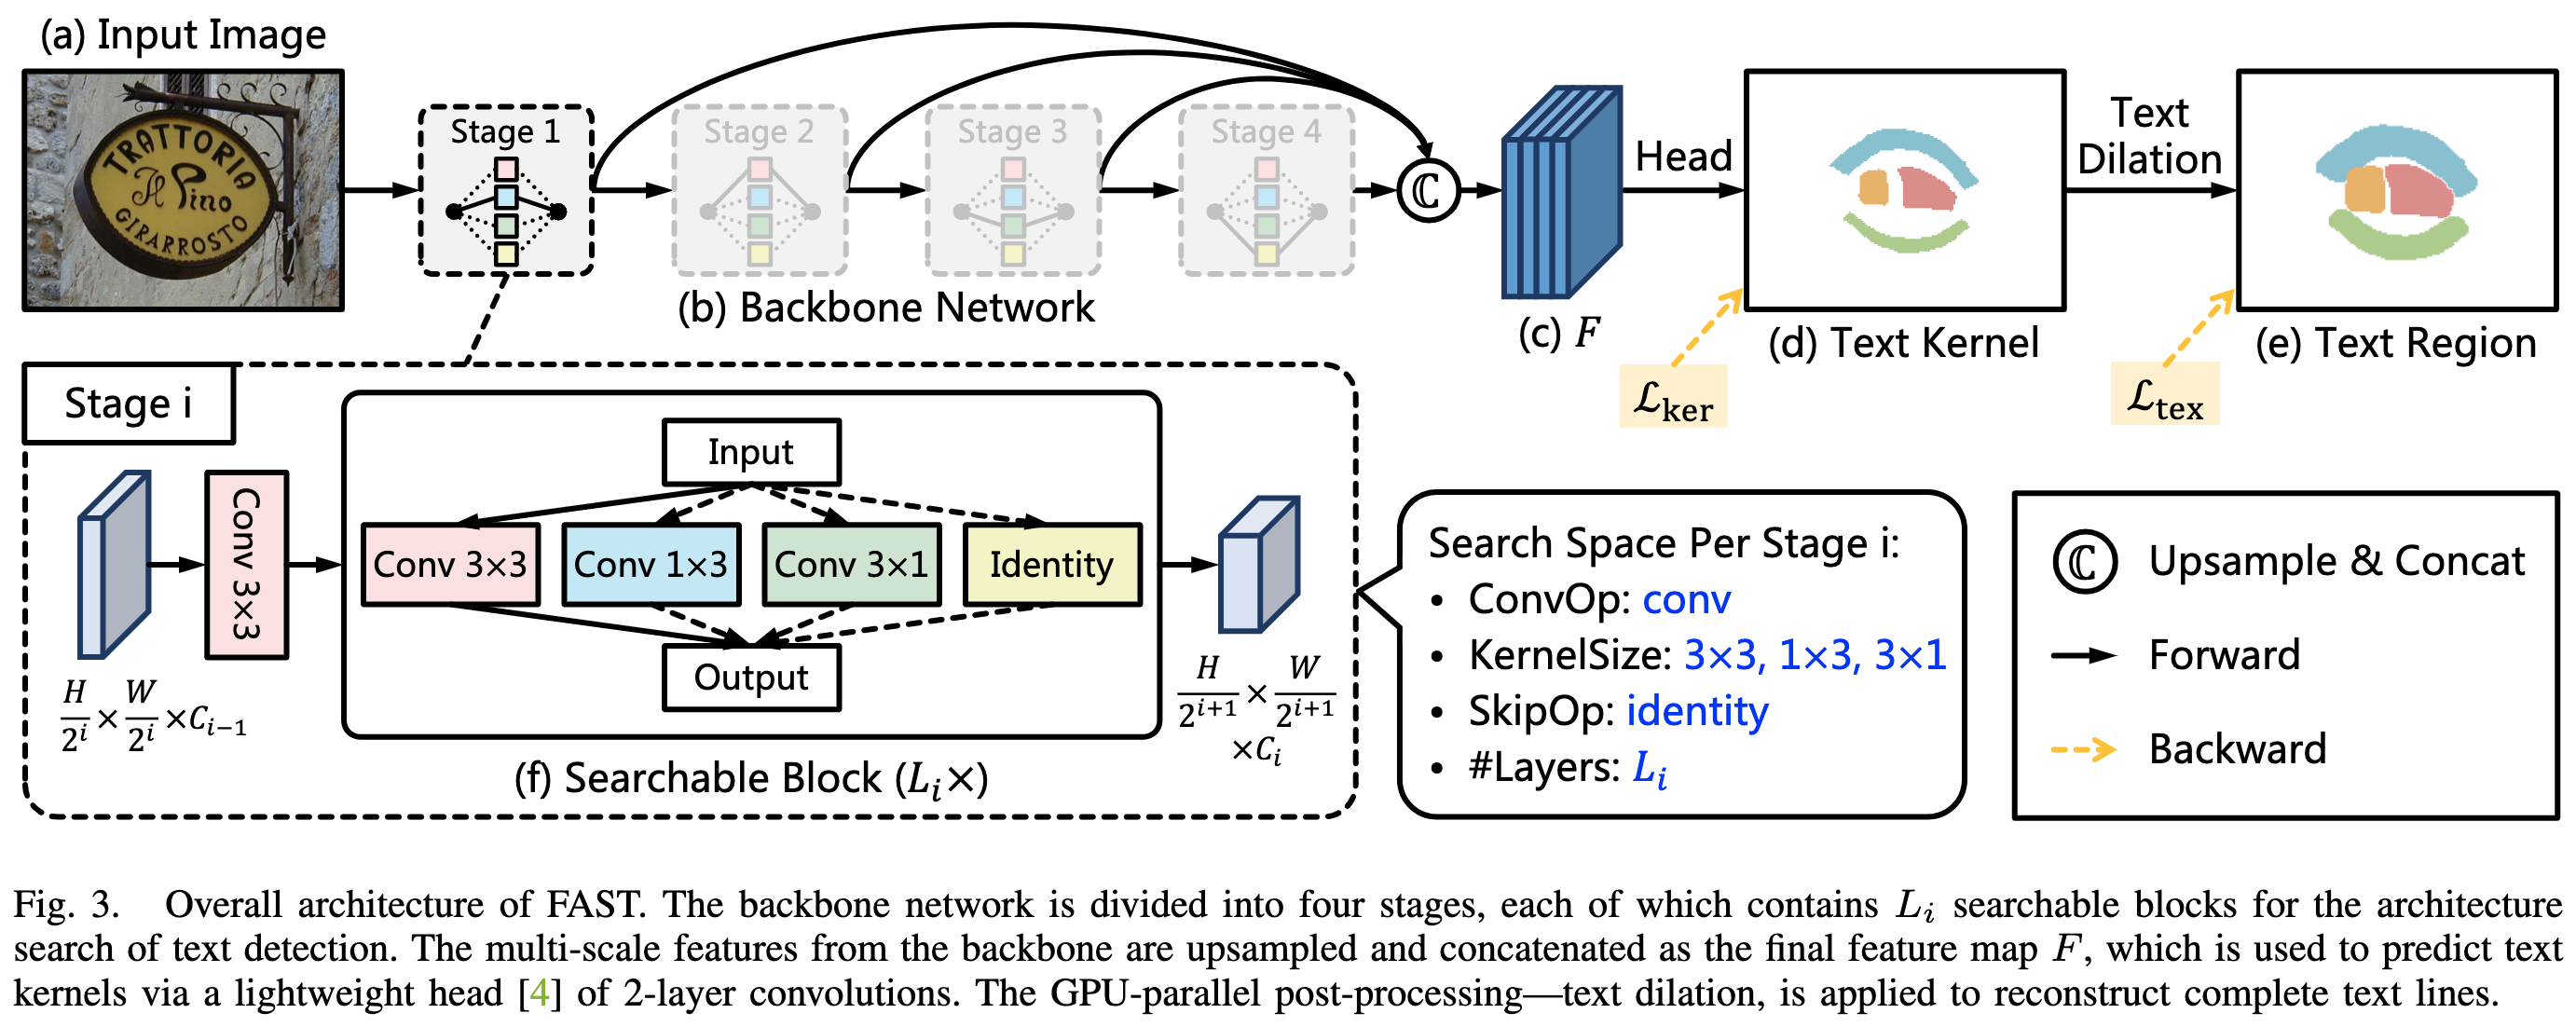 (a) Input Image
TRATTORIA
Il Pino
GIRARROSTO
Stage 1
Stage 2
Stage 3
Stage 4
(b) Backbone Network
ℂ
(c) F
Head
(d) Text Kernel
Text
Dilation
(e) Text Region
ℒker
ℒtex
Stage i
H/2^i × W/2^i × C_{i−1}
Conv 3×3
Input
Conv 3×3
Conv 1×3
Conv 3×1
Identity
Output
(f) Searchable Block (L_i×)
H/2^{i+1} × W/2^{i+1}
×C_i
Search Space Per Stage i:
• ConvOp: conv
• KernelSize: 3×3, 1×3, 3×1
• SkipOp: identity
• #Layers: L_i
ℂ Upsample & Concat
Forward
Backward
Fig. 3. Overall architecture of FAST. The backbone network is divided into four stages, each of which contains L_i searchable blocks for the architecture
search of text detection. The multi-scale features from the backbone are upsampled and concatenated as the final feature map F, which is used to predict text
kernels via a lightweight head [4] of 2-layer convolutions. The GPU-parallel post-processing—text dilation, is applied to reconstruct complete text lines.